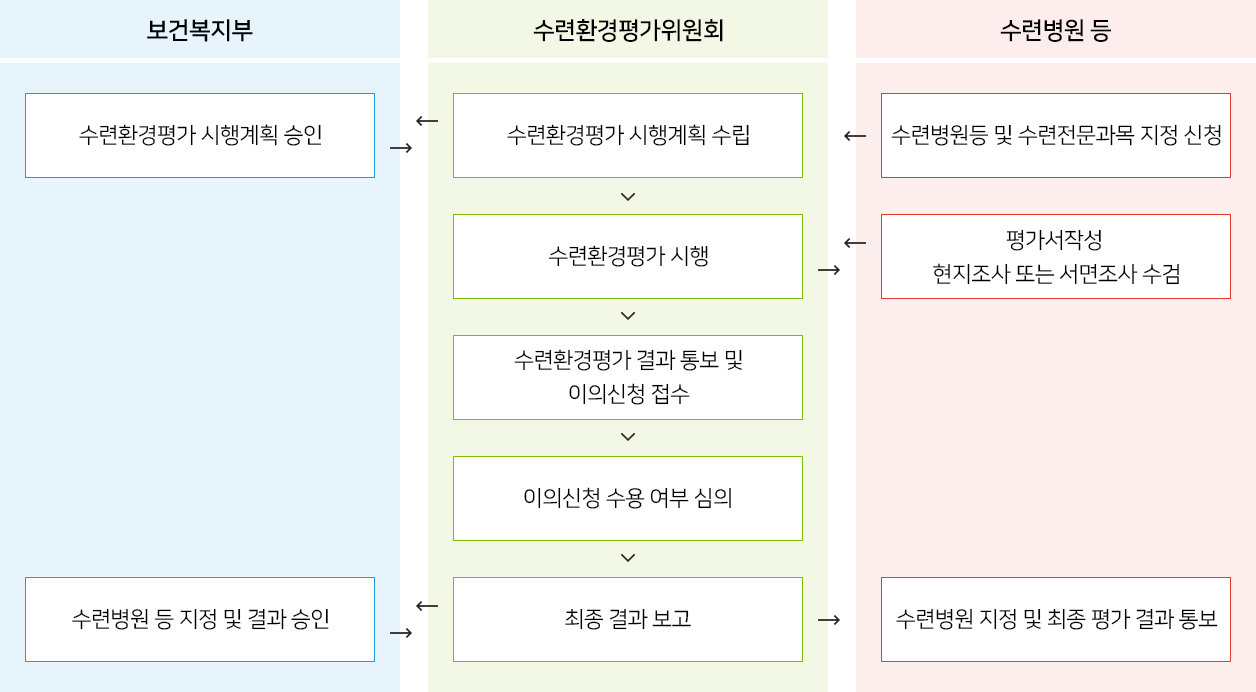 보건복지부
수련환경평가위원회
수련병원 등
수련환경평가 시행계획 승인
수련환경평가 시행계획 수립
수련병원등 및 수련전문과목 지정 신청
수련환경평가 시행
평가서작성
현지조사 또는 서면조사 수검
수련환경평가 결과 통보 및
이의신청 접수
이의신청 수용 여부 심의
수련병원 등 지정 및 결과 승인
최종 결과 보고
수련병원 지정 및 최종 평가 결과 통보